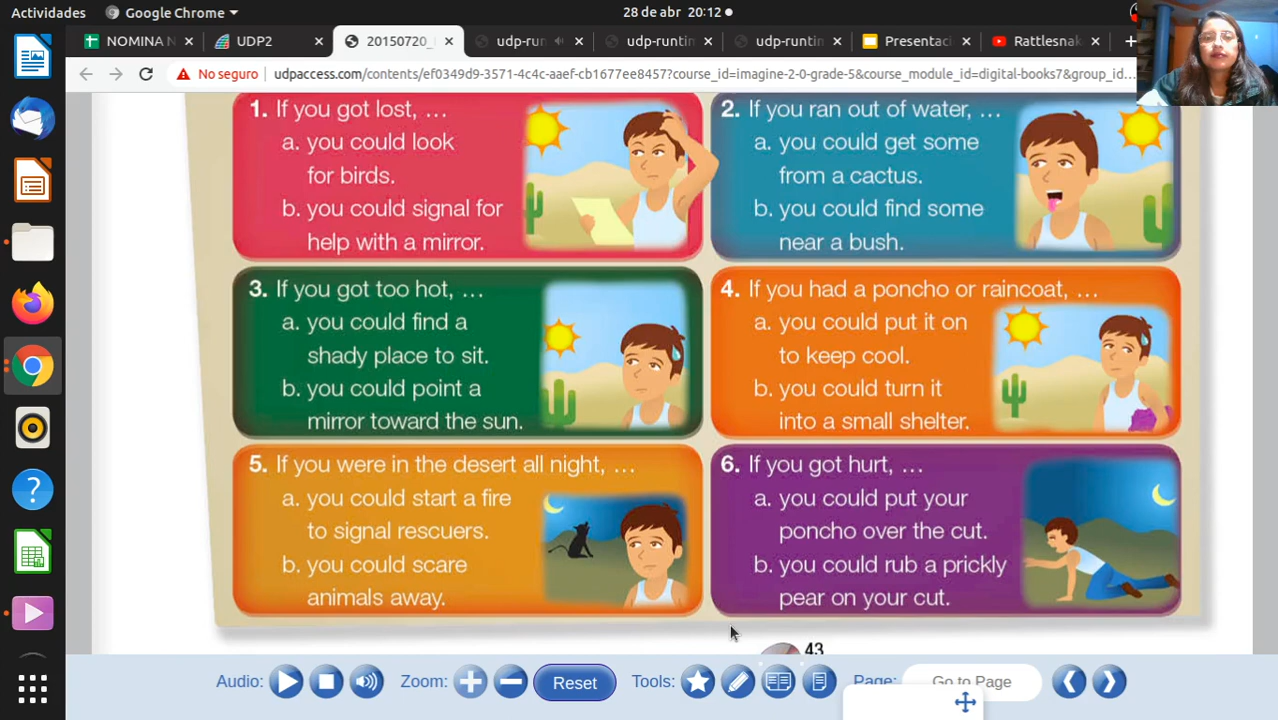 Actividades
Google Chrome
28 de abr 20:12
NOMINA N
UDP2
20150720_
udp-run
udp-runtin
udp-runtin
Presentaci
Rattlesnak
No seguro
udpaccess.com/contents/ef0349d9-3571-4c4c-aaef-cb1677ee8457?course_id=imagine-2-0-grade-5&course_module_id=digital-books7&group_id...
1. If you got lost, ...
a. you could look
for birds.
b. you could signal for
help with a mirror.
2. If you ran out of water, ...
a. you could get some
from a cactus.
b. you could find some
near a bush.
3. If you got too hot, ...
a. you could find a
shady place to sit.
b. you could point a
mirror toward the sun.
4. If you had a poncho or raincoat, ...
a. you could put it on
to keep cool.
b. you could turn it
into a small shelter.
5. If you were in the desert all night, ...
a. you could start a fire
to signal rescuers.
b. you could scare
animals away.
6. If you got hurt, ...
a. you could put your
poncho over the cut.
b. you could rub a prickly
pear on your cut.
43
Audio:
Zoom:
Reset
Tools:
Page:
Go to Page